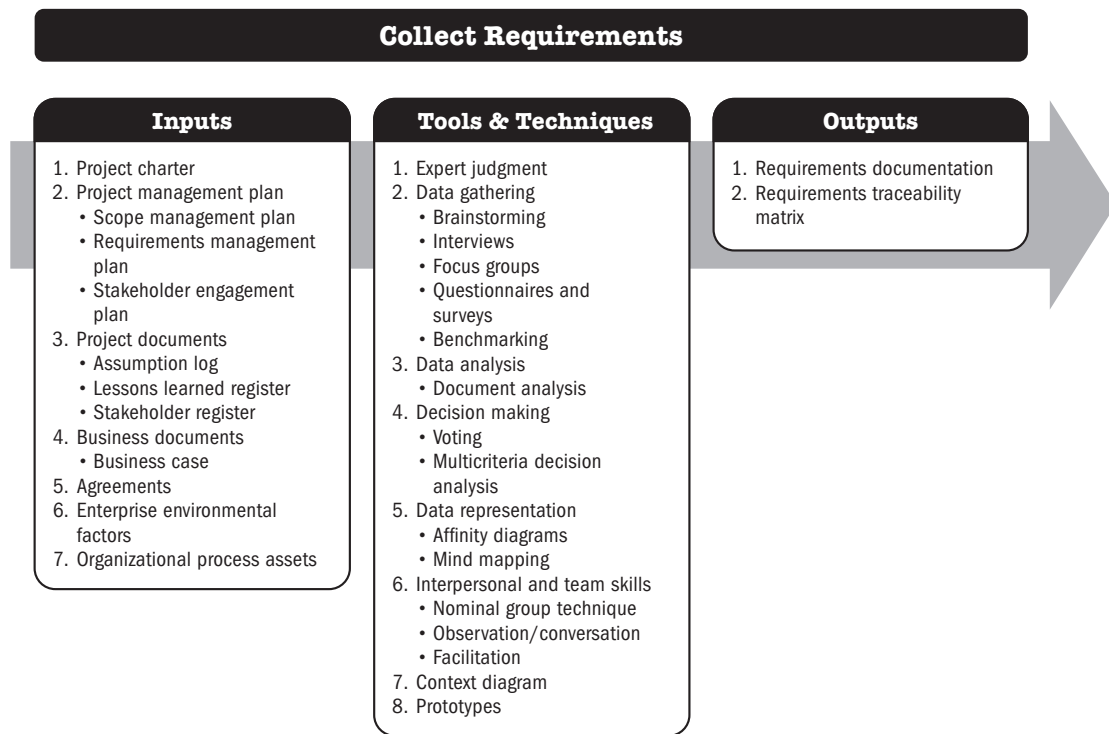 Collect Requirements
Inputs
1. Project charter
2. Project management plan
• Scope management plan
• Requirements management
plan
• Stakeholder engagement
plan
3. Project documents
• Assumption log
• Lessons learned register
• Stakeholder register
4. Business documents
• Business case
5. Agreements
6. Enterprise environmental
factors
7. Organizational process assets
Tools & Techniques
1. Expert judgment
2. Data gathering
• Brainstorming
• Interviews
• Focus groups
• Questionnaires and
surveys
• Benchmarking
3. Data analysis
• Document analysis
4. Decision making
• Voting
• Multicriteria decision
analysis
5. Data representation
• Affinity diagrams
• Mind mapping
6. Interpersonal and team skills
• Nominal group technique
• Observation/conversation
• Facilitation
7. Context diagram
8. Prototypes
Outputs
1. Requirements documentation
2. Requirements traceability
matrix